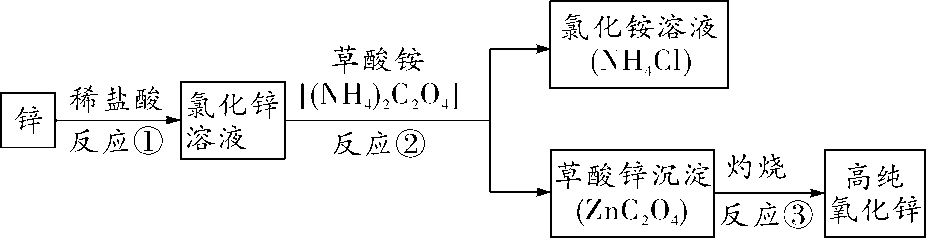 锌
稀盐酸
反应①
氯化锌
溶液
草酸铵
[(NH₄)₂C₂O₄]
反应②
氯化铵溶液
(NH₄Cl)
草酸锌沉淀
(ZnC₂O₄)
灼烧
反应③
高纯
氧化锌